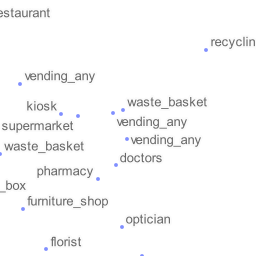 estaurant
recyclin
vending_any
kiosk
waste_basket
supermarket
vending_any
vending_any
waste_basket
doctors
pharmacy
_box
furniture_shop
optician
florist